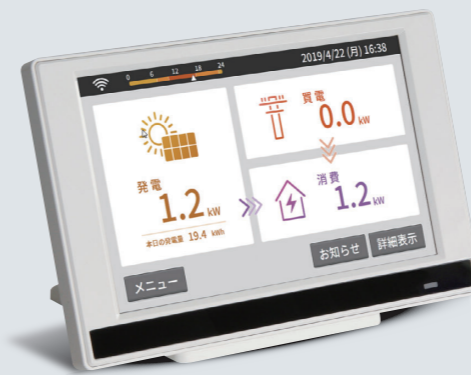 0 6 12 18 24
2019/4/22 (月) 16:38
発電
1.2 kW
本日の発電量 19.4 kWh
買電
0.0 kW
消費
1.2 kW
メニュー
お知らせ
詳細表示